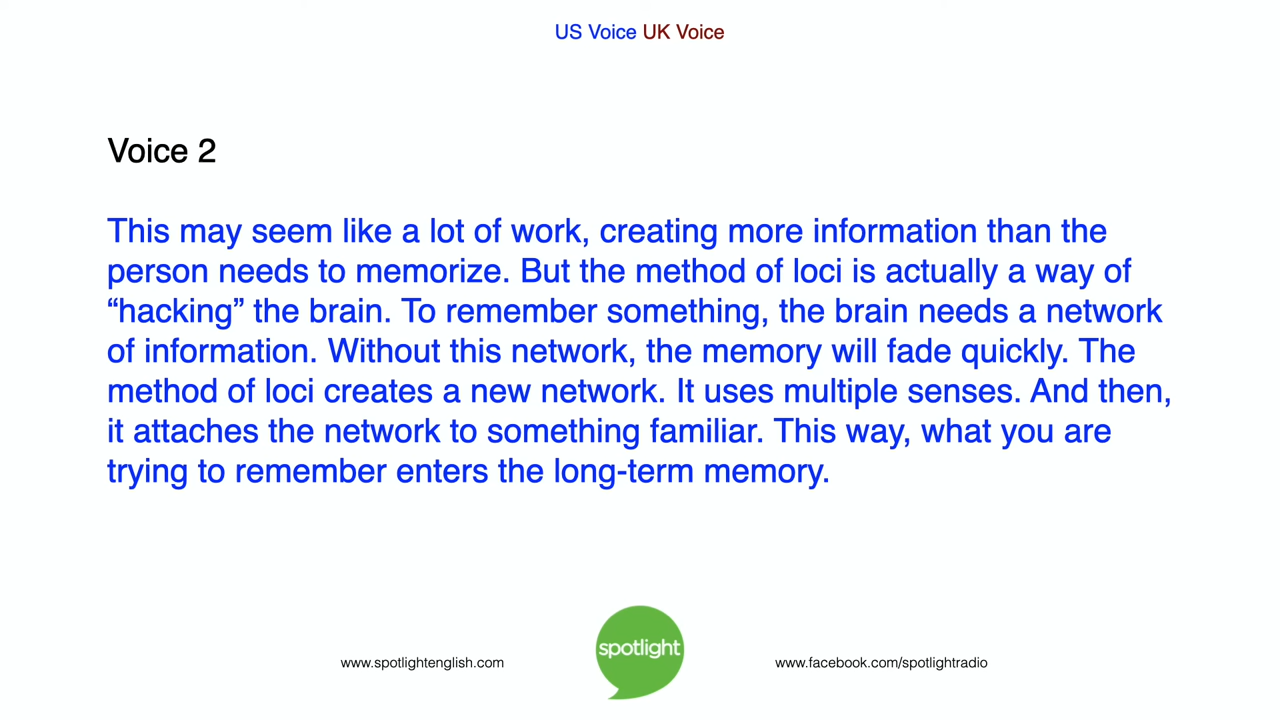 US Voice UK Voice
Voice 2
This may seem like a lot of work, creating more information than the
person needs to memorize. But the method of loci is actually a way of
“hacking” the brain. To remember something, the brain needs a network
of information. Without this network, the memory will fade quickly. The
method of loci creates a new network. It uses multiple senses. And then,
it attaches the network to something familiar. This way, what you are
trying to remember enters the long-term memory.
spotlight
www.spotlightenglish.com
www.facebook.com/spotlightradio